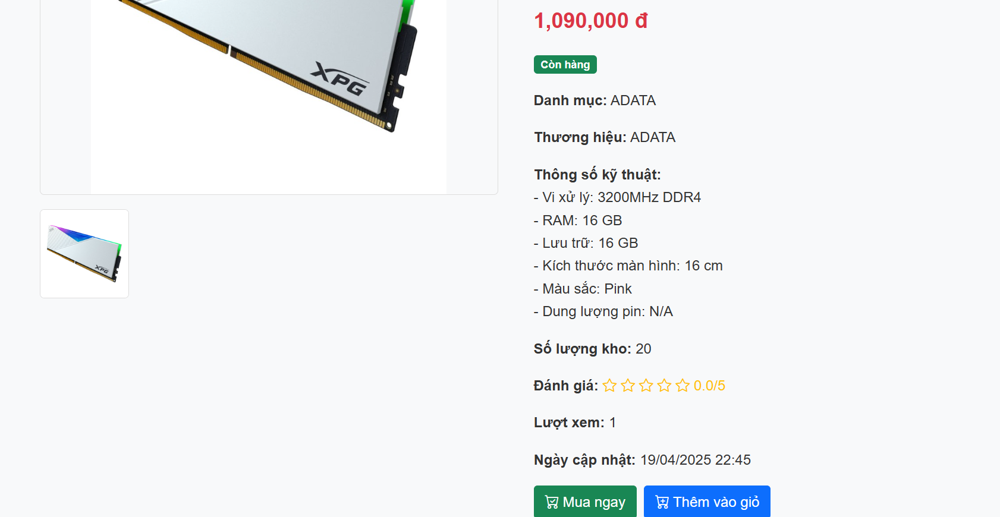 XPG
XPG
1,090,000 đ
Còn hàng
Danh mục: ADATA
Thương hiệu: ADATA
Thông số kỹ thuật:
- Vi xử lý: 3200MHz DDR4
- RAM: 16 GB
- Lưu trữ: 16 GB
- Kích thước màn hình: 16 cm
- Màu sắc: Pink
- Dung lượng pin: N/A
Số lượng kho: 20
Đánh giá: 0.0/5
Lượt xem: 1
Ngày cập nhật: 19/04/2025 22:45
Mua ngay
Thêm vào giỏ